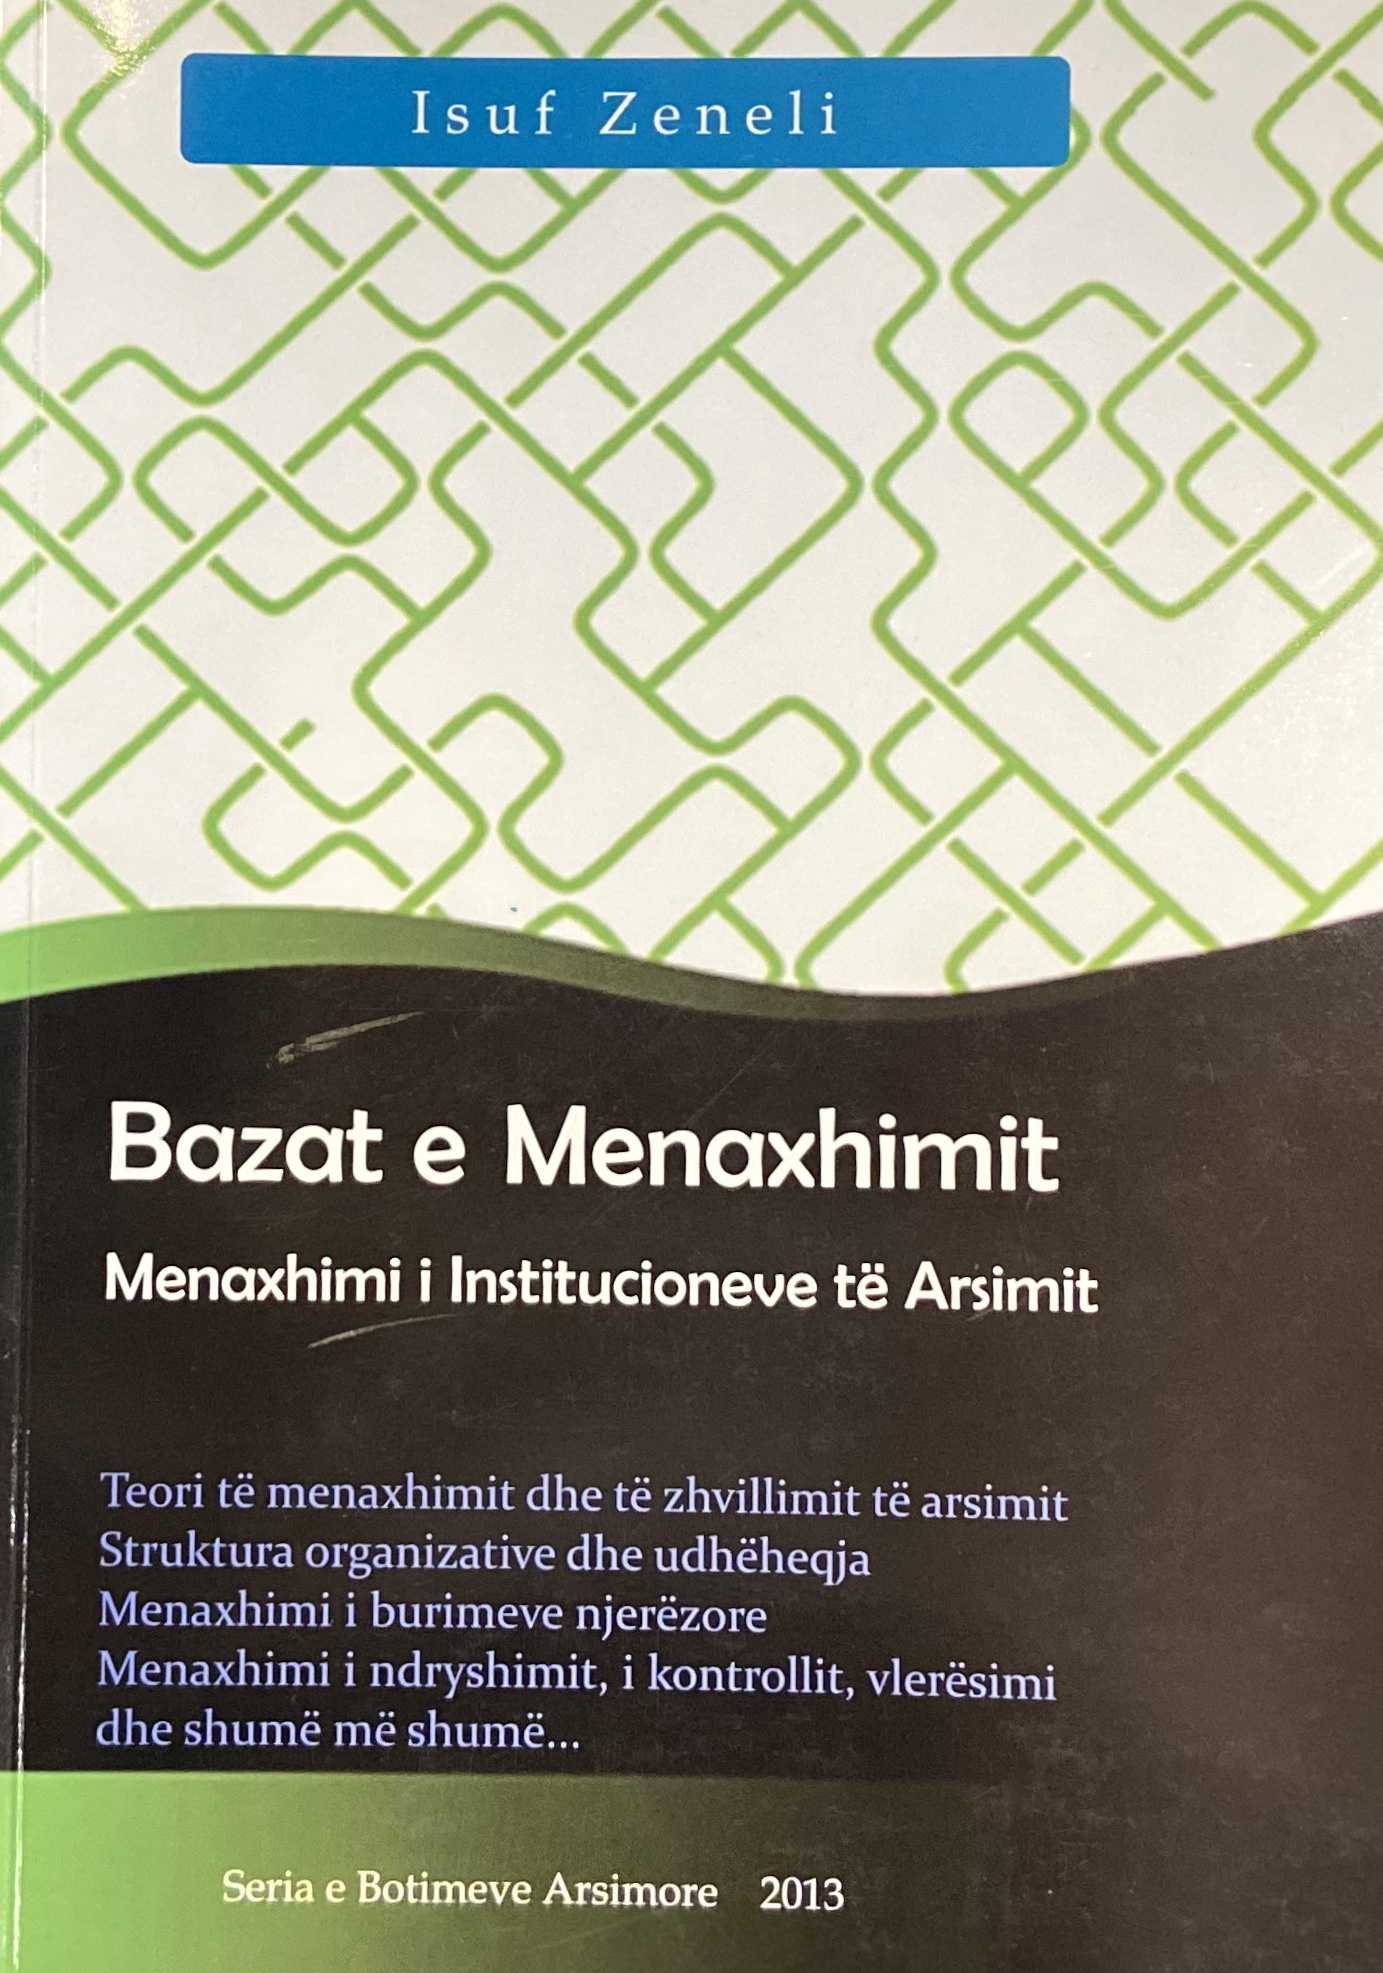 Isuf Zeneli
Bazat e Menaxhimit
Menaxhimi i Institucioneve të Arsimit
Teori të menaxhimit dhe të zhvillimit të arsimit
Struktura organizative dhe udhëheqja
Menaxhimi i burimeve njerëzore
Menaxhimi i ndryshimit, i kontrollit, vlerësimi
dhe shumë më shumë...
Seria e Botimeve Arsimore 2013